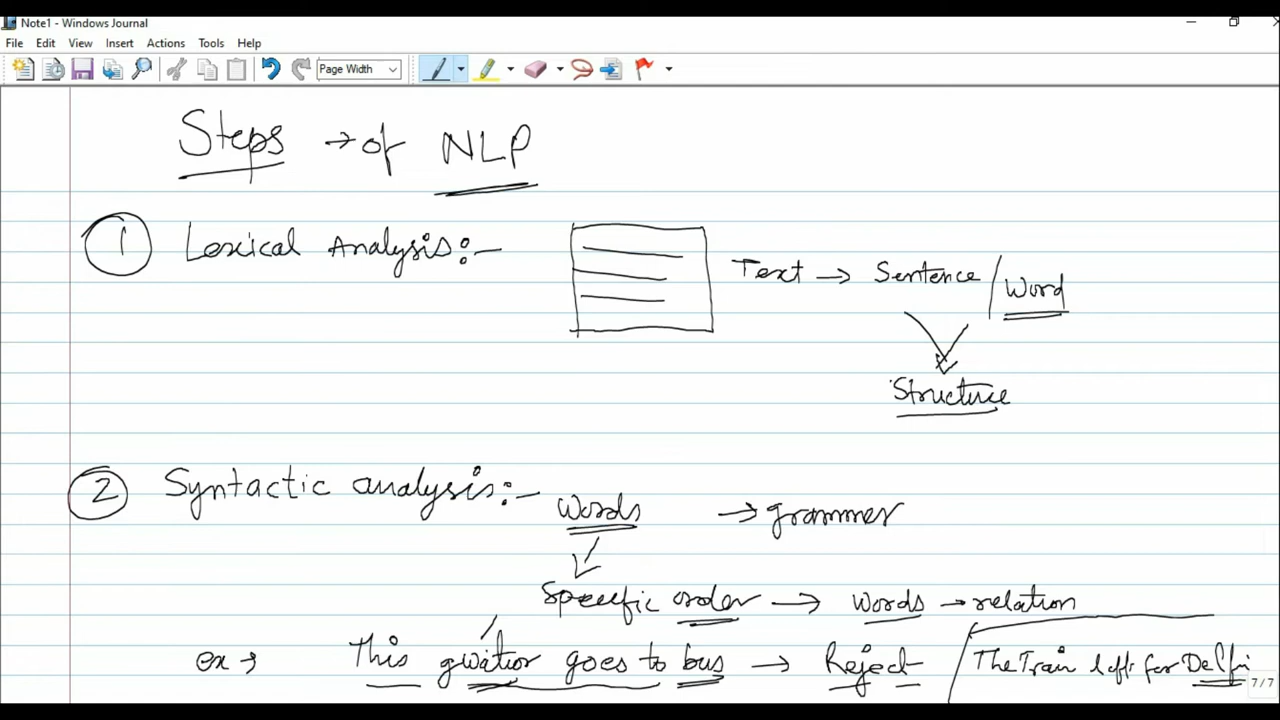 Note1 - Windows Journal
File Edit View Insert Actions Tools Help
Page Width
Steps → of NLP
1 Lexical Analysis:-
Text → Sentence / Word
Structure
2 Syntactic analysis:-
Words → grammer
Specific order → words → relation
ex → This goes to bus → Reject
The Train left for Delhi
7 / 7